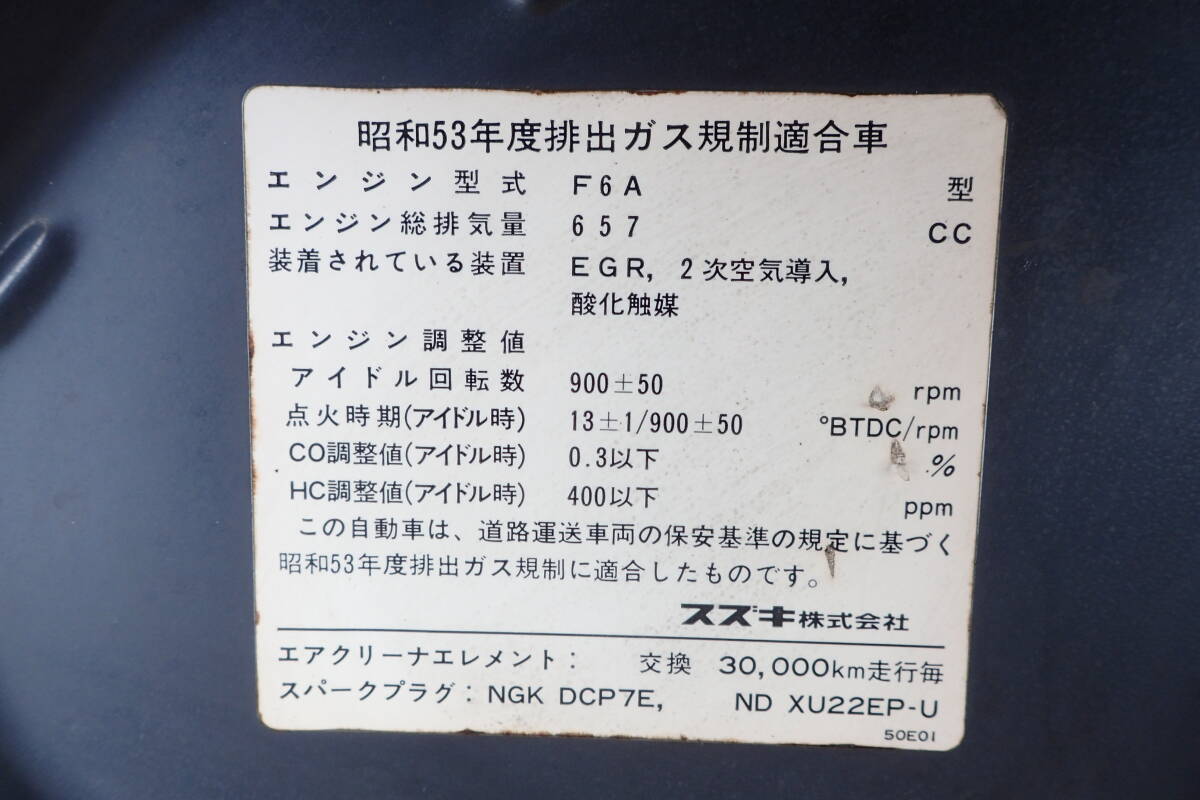 昭和53年度排出ガス規制適合車
エンジン型式 F6A 型
エンジン総排気量 657 CC
装着されている装置 EGR, 2次空気導入,
酸化触媒
エンジン調整値
アイドル回転数 900±50 rpm
点火時期(アイドル時) 13±1/900±50 °BTDC/rpm
CO調整値(アイドル時) 0.3以下 %
HC調整値(アイドル時) 400以下 ppm
この自動車は、道路運送車両の保安基準の規定に基づく
昭和53年度排出ガス規制に適合したものです。
スズキ株式会社
エアクリーナエレメント: 交換 30,000km走行毎
スパークプラグ: NGK DCP7E, ND XU22EP-U
50E01